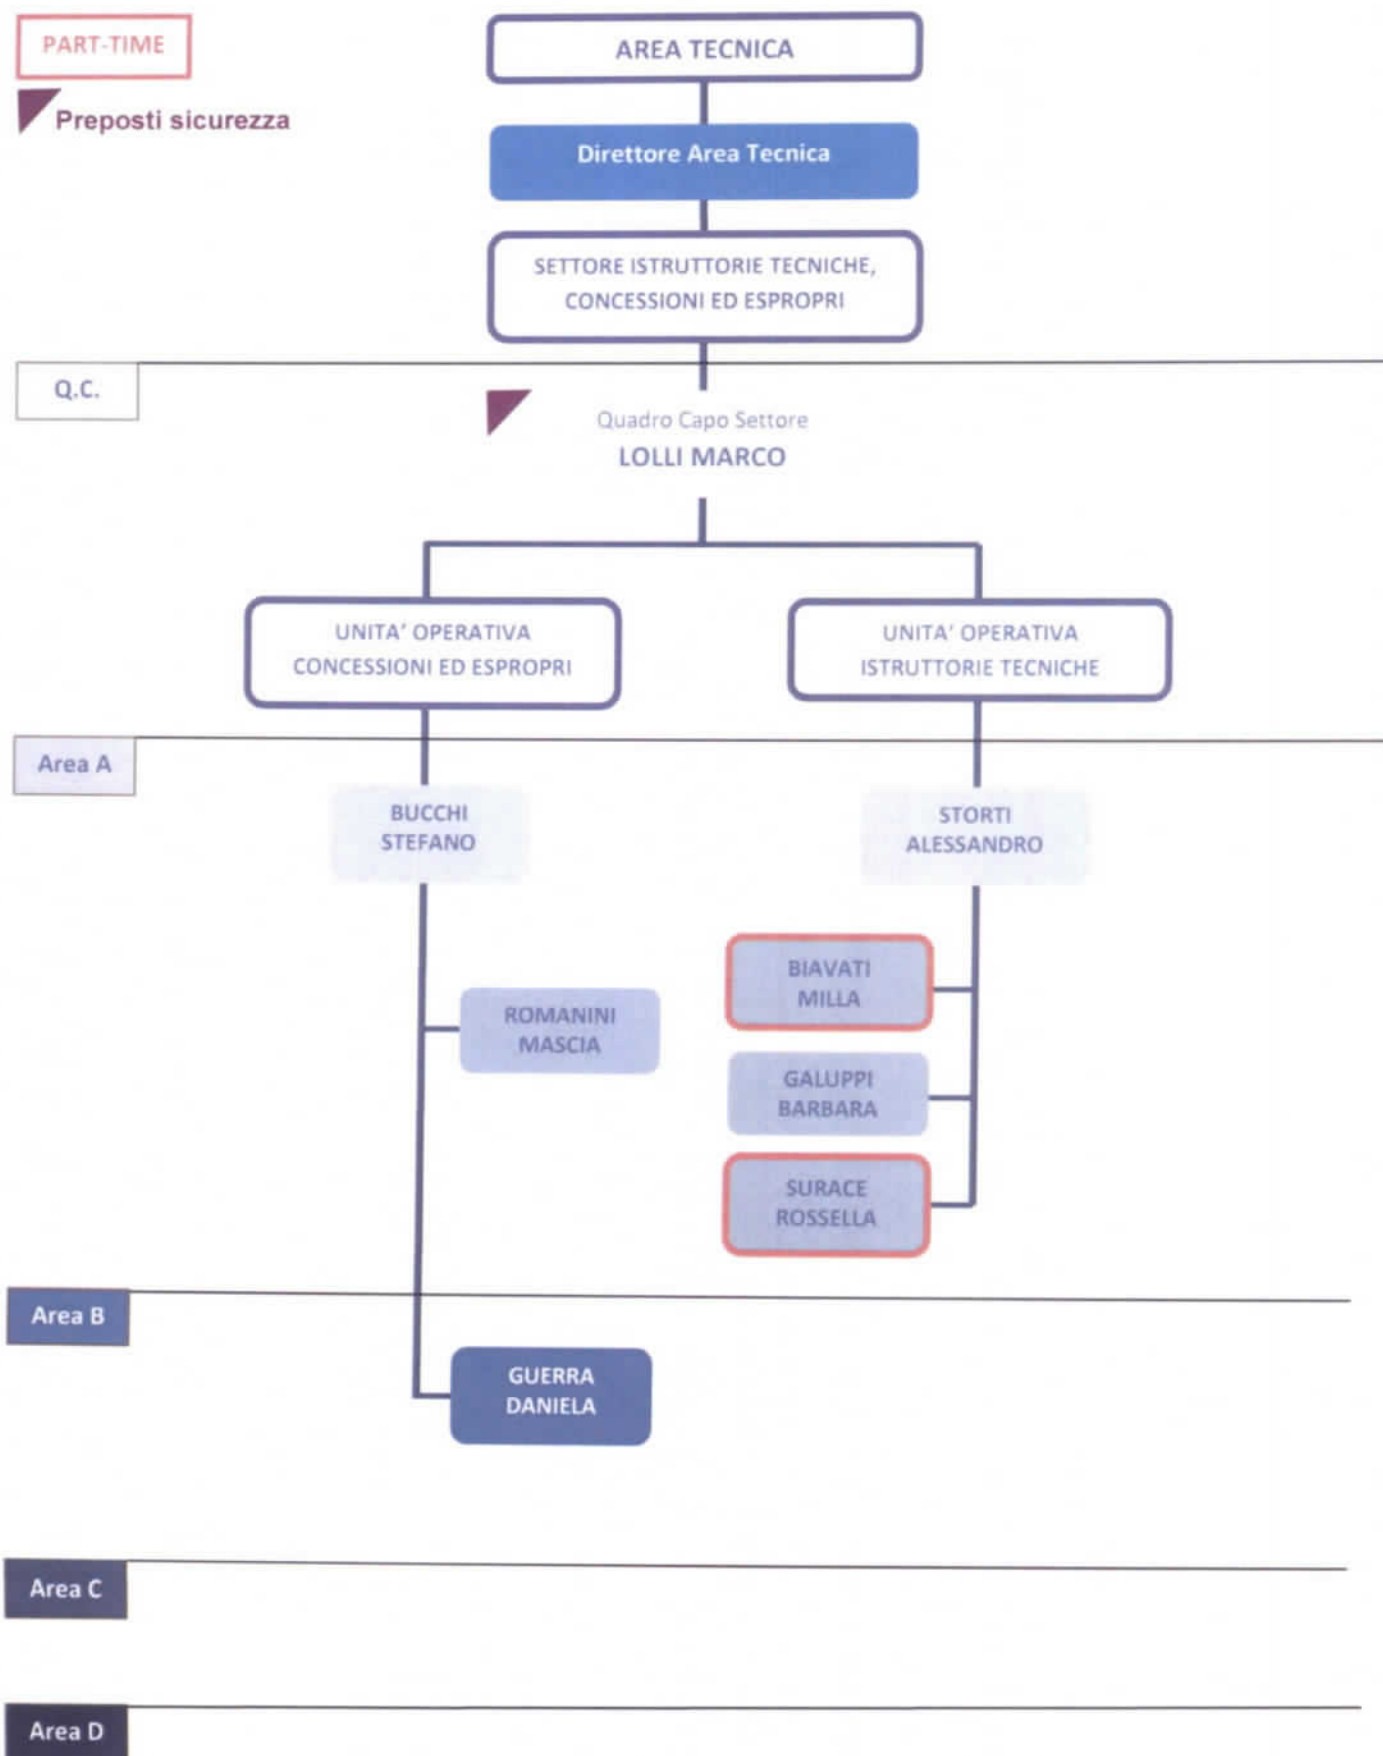 PART-TIME
Preposti sicurezza
AREA TECNICA
Direttore Area Tecnica
SETTORE ISTRUTTORIE TECNICHE,
CONCESSIONI ED ESPROPRI
Q.C.
Quadro Capo Settore
LOLLI MARCO
UNITA' OPERATIVA
CONCESSIONI ED ESPROPRI
UNITA' OPERATIVA
ISTRUTTORIE TECNICHE
Area A
BUCCHI
STEFANO
STORTI
ALESSANDRO
BIAVATI
MILLA
ROMANINI
MASCIA
GALUPPI
BARBARA
SURACE
ROSSELLA
Area B
GUERRA
DANIELA
Area C
Area D